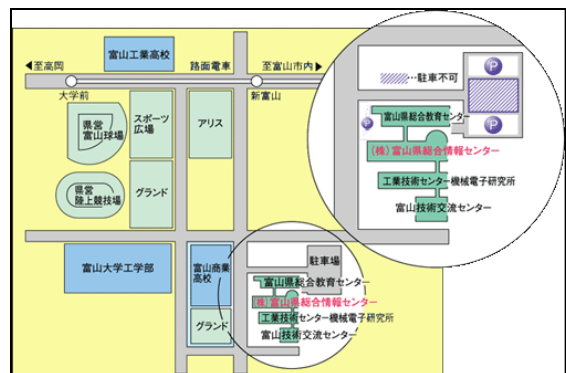 富山工業高校
◀至高岡
路面電車
至富山市内▶
大学前
新富山
県営
富山球場
スポーツ
広場
アリス
県営
陸上競技場
グランド
富山大学工学部
富山商業
高校
グランド
駐車場
富山県総合教育センター
(株)富山県総合情報センター
工業技術センター機械電子研究所
富山技術交流センター
P
…駐車不可
P
P
富山県総合教育センター
(株)富山県総合情報センター
工業技術センター機械電子研究所
富山技術交流センター